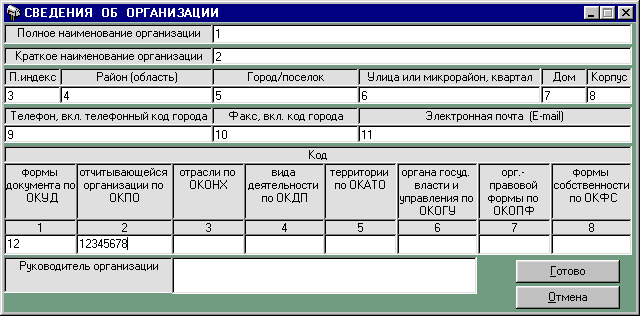 СВЕДЕНИЯ ОБ ОРГАНИЗАЦИИ
Полное наименование организации 1
Краткое наименование организации 2
П.индекс Район (область) Город/поселок Улица или микрорайон, квартал Дом Корпус
3 4 5 6 7 8
Телефон, вкл. телефонный код города Факс, вкл. код города Электронная почта (E-mail)
9 10 11
Код
формы документа по ОКУД
отчитывающейся организации по ОКПО
отрасли по ОКОНХ
вида деятельности по ОКДП
территории по ОКАТО
органа госуд. власти и управления по ОКОГУ
орг.-правовой формы по ОКОПФ
формы собственности по ОКФС
1 2 3 4 5 6 7 8
12 12345678
Руководитель организации
Готово
Отмена